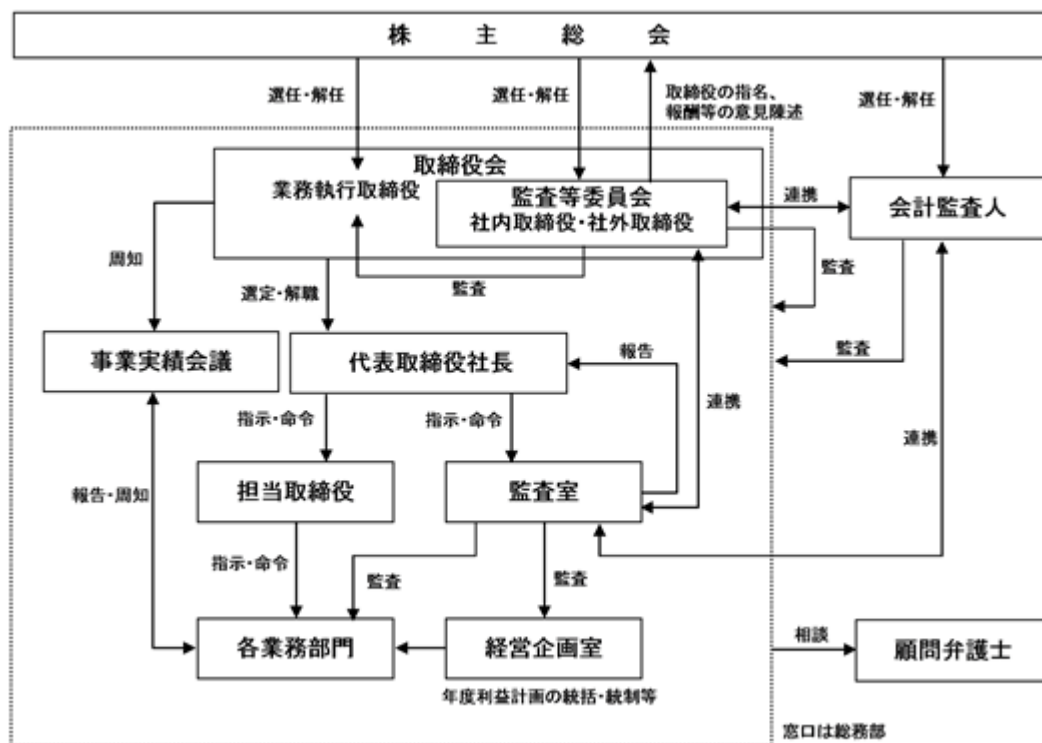 株主総会
選任・解任
選任・解任
取締役の指名、
報酬等の意見陳述
選任・解任
取締役会
業務執行取締役
監査等委員会
社内取締役・社外取締役
連携
会計監査人
周知
監査
監査
選定・解職
監査
事業実績会議
代表取締役社長
報告
連携
指示・命令
指示・命令
連携
担当取締役
監査室
報告・周知
指示・命令
監査
監査
各業務部門
経営企画室
相談
顧問弁護士
年度利益計画の統括・統制等
窓口は総務部